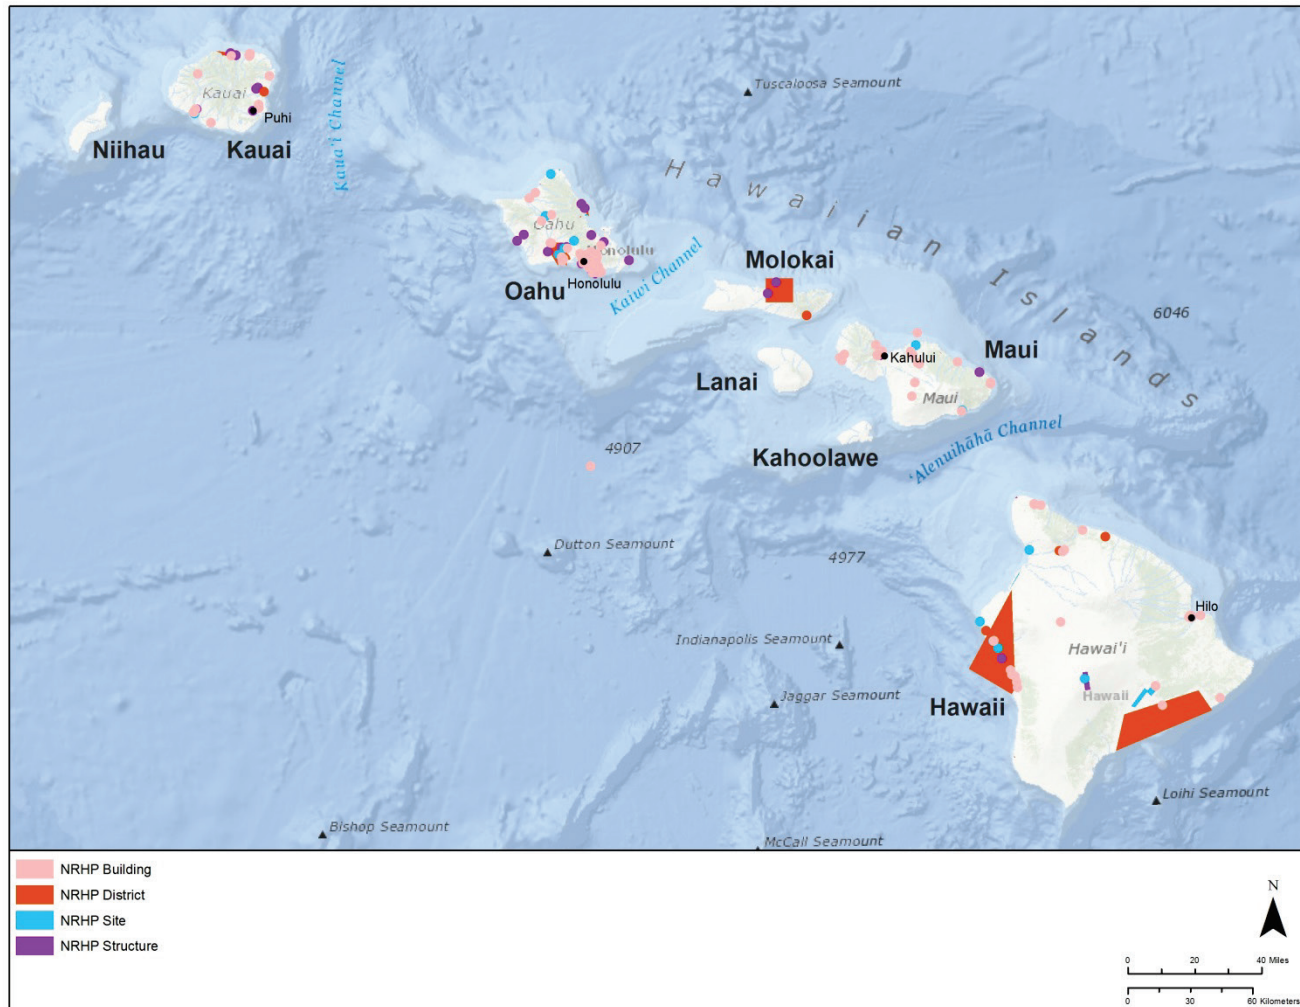 Tuscaloosa Seamount
Kauai
Puhi
Kaua'i Channel
Niihau
Kauai
Hawaiian Islands
Oahu
Honolulu
Honolulu
Oahu
Kaiwi Channel
Molokai
6046
Kahului
Maui
Lanai
Maui
Kahoolawe
'Alenuihāhā Channel
4907
Dutton Seamount
4977
Hilo
Indianapolis Seamount
Hawai'i
Hawaii
Jaggar Seamount
Hawaii
Loihi Seamount
Bishop Seamount
McCall Seamount
NRHP Building
NRHP District
NRHP Site
NRHP Structure
N
0 20 40 Miles
0 30 60 Kilometers